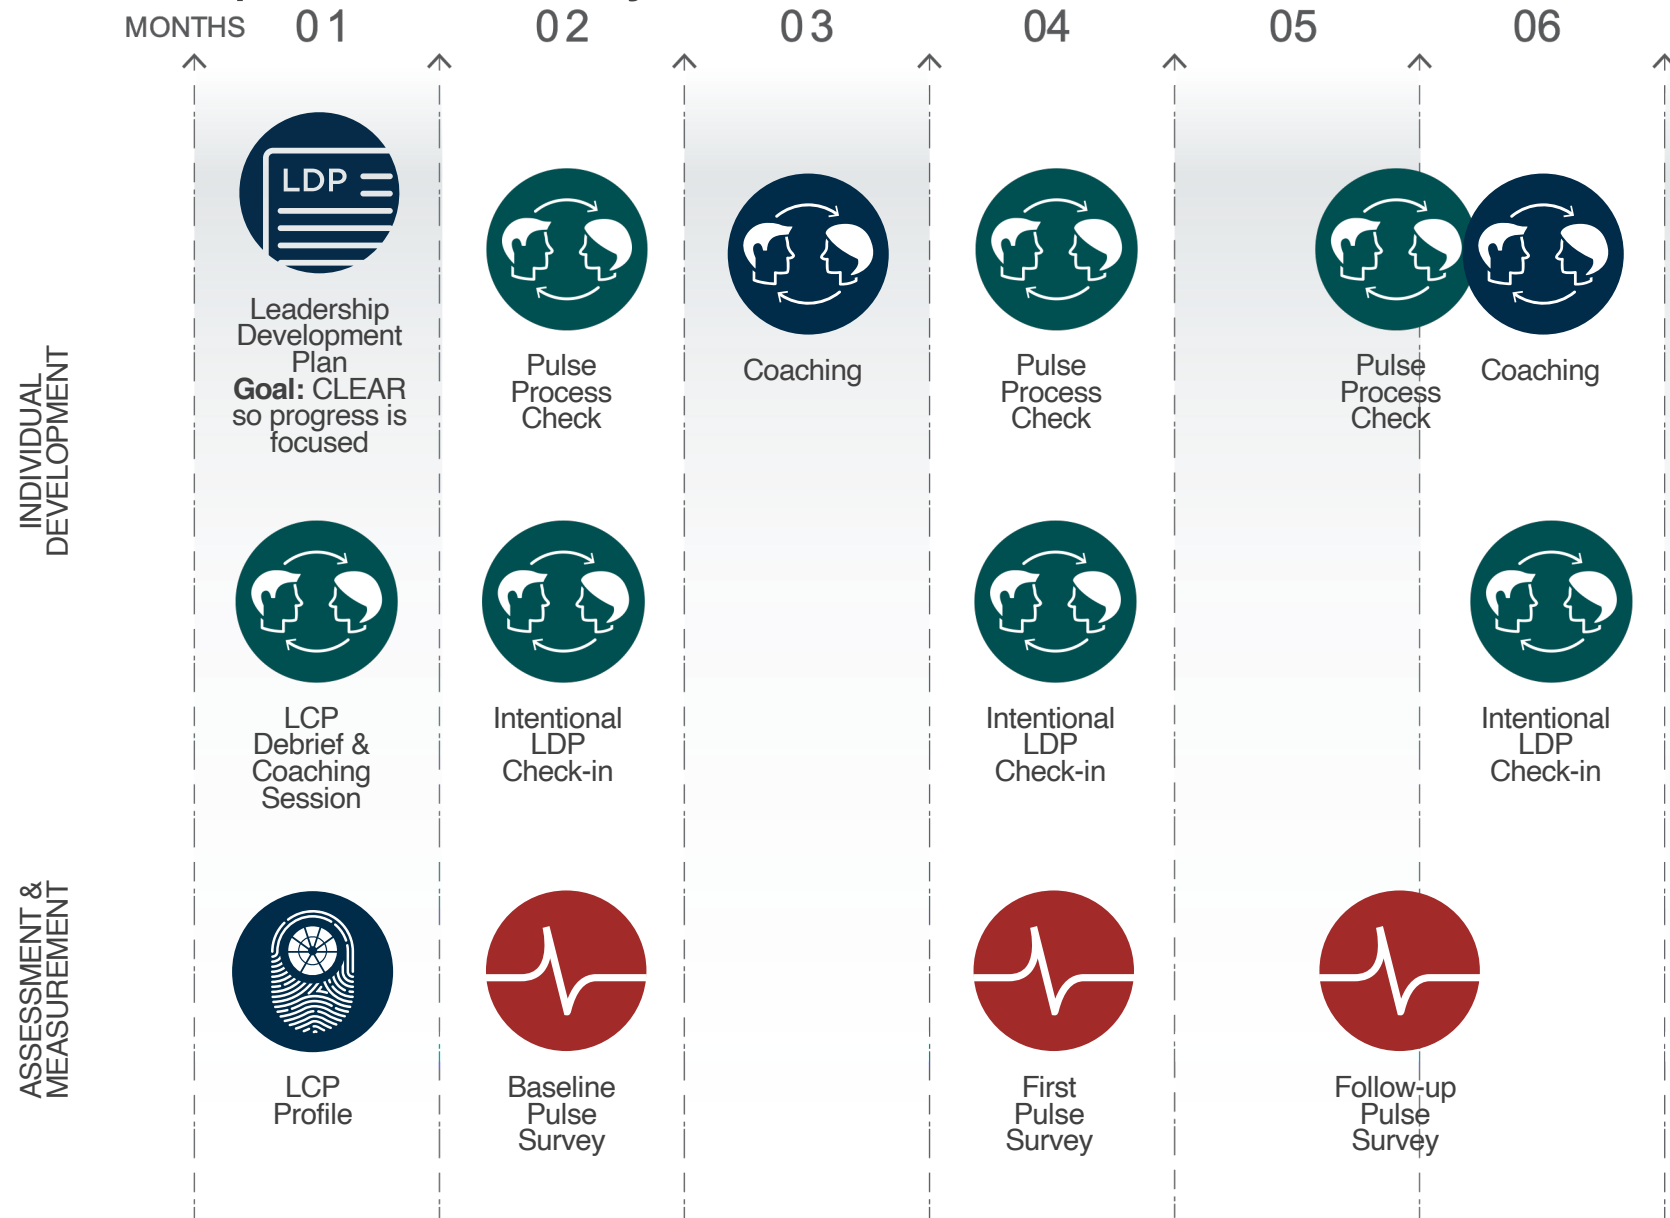 MONTHS 01 02 03 04 05 06
LDP
Leadership
Development
Plan
Goal: CLEAR
so progress is
focused
Pulse
Process
Check
Coaching
Pulse
Process
Check
Pulse
Process
Check
Coaching
INDIVIDUAL
DEVELOPMENT
LCP
Debrief &
Coaching
Session
Intentional
LDP
Check-in
Intentional
LDP
Check-in
Intentional
LDP
Check-in
ASSESSMENT &
MEASUREMENT
LCP
Profile
Baseline
Pulse
Survey
First
Pulse
Survey
Follow-up
Pulse
Survey